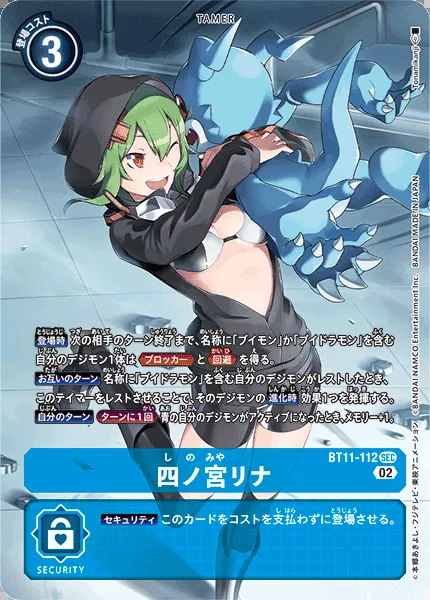 TAMER
登場コスト
3
Tonamikanji
登場時 次の相手のターン終了まで、名称に「ブイモン」か「ブイドラモン」を含む
自分のデジモン1体は ブロッカー と 回避 を得る。
お互いのターン 名称に「ブイドラモン」を含む自分のデジモンがレストしたとき、
このテイマーをレストさせることで、そのデジモンの 進化時 効果1つを発揮する。
自分のターン ターンに1回 青の自分のデジモンがアクティブになったとき、メモリー+1。
BT11-112 SEC
しのみや
四ノ宮リナ
02
セキュリティ このカードをコストを支払わずに登場させる。
SECURITY
©本郷あきよし・フジテレビ・東映アニメーション ©BANDAI NAMCO Entertainment Inc. BANDAI MADE IN JAPAN